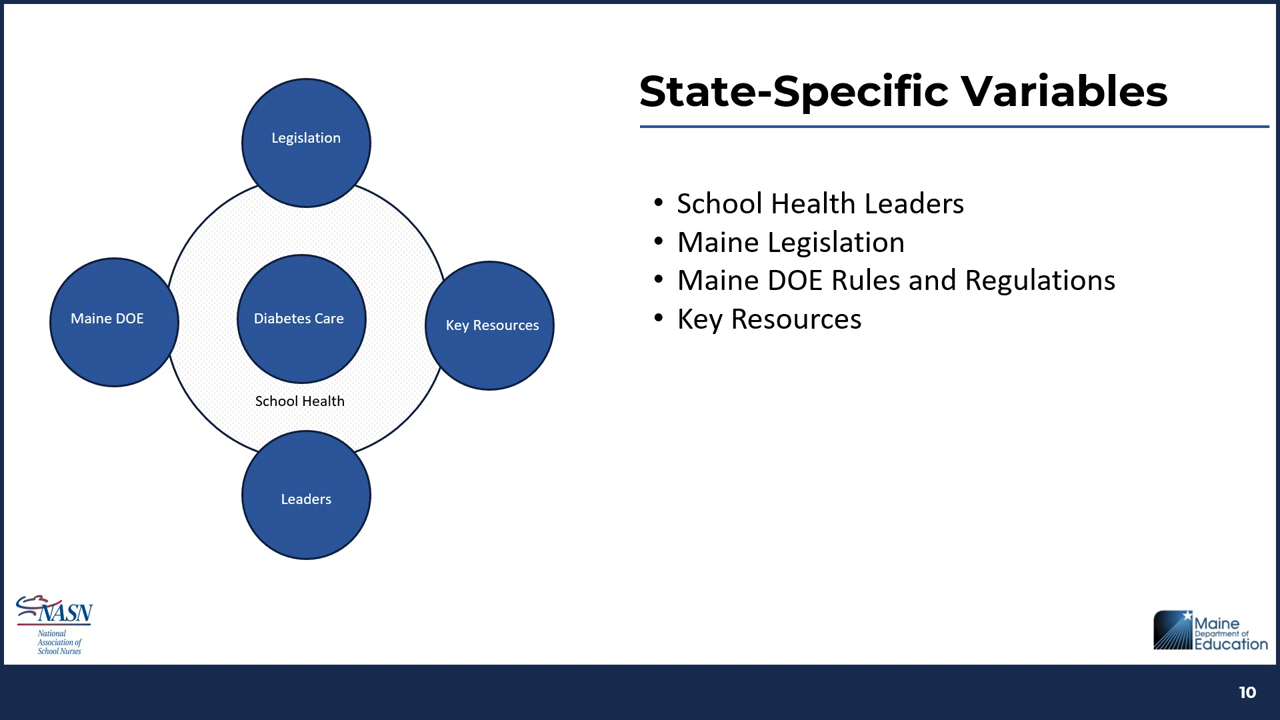 State-Specific Variables
Legislation
Maine DOE
Diabetes Care
Key Resources
School Health
Leaders
• School Health Leaders
• Maine Legislation
• Maine DOE Rules and Regulations
• Key Resources
NASN
National
Association of
School Nurses
Maine
Department of
Education
10